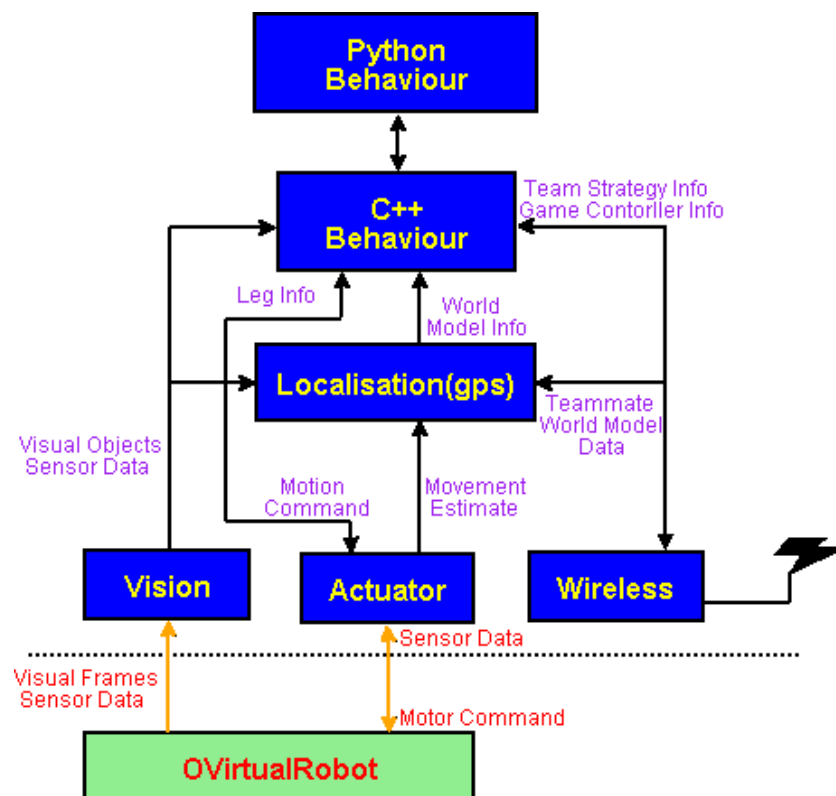 Python
Behaviour
Team Strategy Info
Game Contorller Info
C++
Behaviour
Leg Info
World
Model Info
Localisation(gps)
Teammate
World Model
Data
Visual Objects
Sensor Data
Motion
Command
Movement
Estimate
Vision
Actuator
Wireless
Sensor Data
Visual Frames
Sensor Data
Motor Command
OVirtualRobot